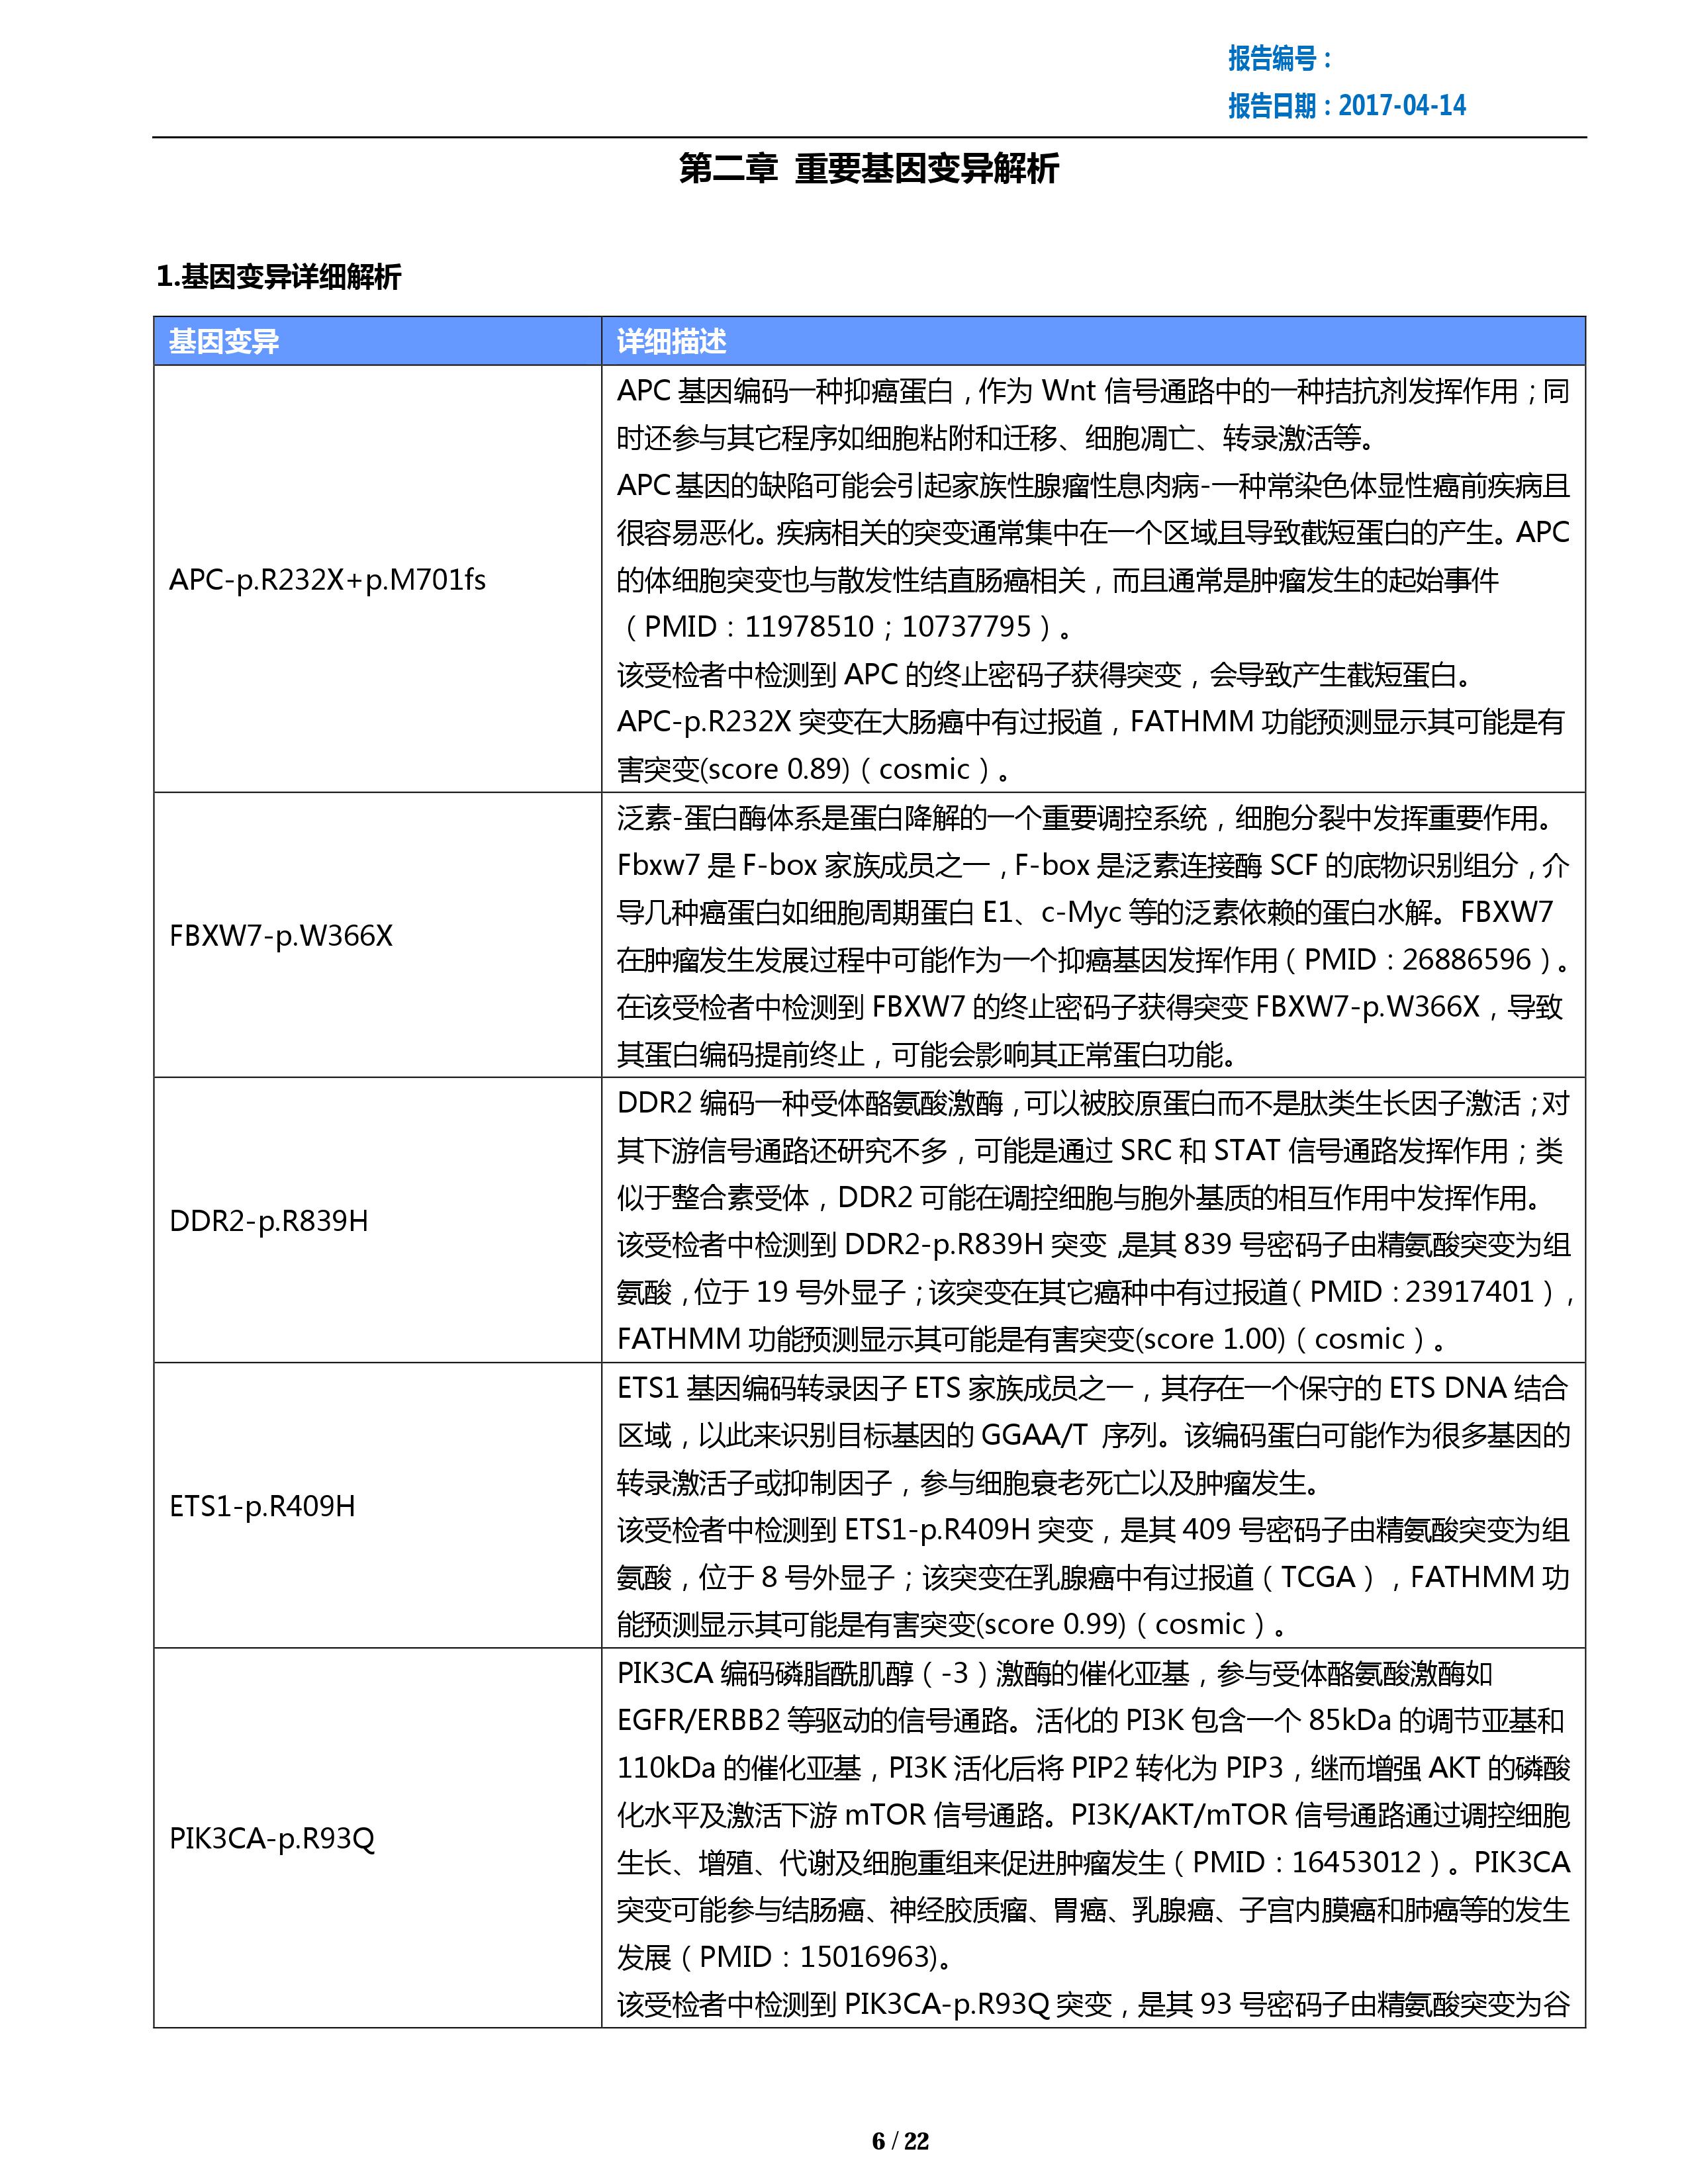 报告编号：
报告日期：2017-04-14
第二章 重要基因变异解析
1.基因变异详细解析
基因变异
详细描述
APC-p.R232X+p.M701fs
APC 基因编码一种抑癌蛋白，作为 Wnt 信号通路中的一种拮抗剂发挥作用；同
时还参与其它程序如细胞粘附和迁移、细胞凋亡、转录激活等。
APC 基因的缺陷可能会引起家族性腺瘤性息肉病-一种常染色体显性癌前疾病且
很容易恶化。疾病相关的突变通常集中在一个区域且导致截短蛋白的产生。APC
的体细胞突变也与散发性结直肠癌相关，而且通常是肿瘤发生的起始事件
（PMID：11978510；10737795）。
该受检者中检测到 APC 的终止密码子获得突变，会导致产生截短蛋白。
APC-p.R232X 突变在大肠癌中有过报道，FATHMM 功能预测显示其可能是有
害突变(score 0.89)（cosmic）。
FBXW7-p.W366X
泛素-蛋白酶体系是蛋白降解的一个重要调控系统，细胞分裂中发挥重要作用。
Fbxw7 是 F-box 家族成员之一，F-box 是泛素连接酶 SCF 的底物识别组分，介
导几种癌蛋白如细胞周期蛋白 E1、c-Myc 等的泛素依赖的蛋白水解。FBXW7
在肿瘤发生发展过程中可能作为一个抑癌基因发挥作用（PMID：26886596）。
在该受检者中检测到 FBXW7 的终止密码子获得突变 FBXW7-p.W366X，导致
其蛋白编码提前终止，可能会影响其正常蛋白功能。
DDR2-p.R839H
DDR2 编码一种受体酪氨酸激酶，可以被胶原蛋白而不是肽类生长因子激活；对
其下游信号通路还研究不多，可能是通过 SRC 和 STAT 信号通路发挥作用；类
似于整合素受体，DDR2 可能在调控细胞与胞外基质的相互作用中发挥作用。
该受检者中检测到 DDR2-p.R839H 突变，是其 839 号密码子由精氨酸突变为组
氨酸，位于 19 号外显子；该突变在其它癌种中有过报道（PMID：23917401），
FATHMM 功能预测显示其可能是有害突变(score 1.00)（cosmic）。
ETS1-p.R409H
ETS1 基因编码转录因子 ETS 家族成员之一，其存在一个保守的 ETS DNA 结合
区域，以此来识别目标基因的 GGAA/T 序列。该编码蛋白可能作为很多基因的
转录激活子或抑制因子，参与细胞衰老死亡以及肿瘤发生。
该受检者中检测到 ETS1-p.R409H 突变，是其 409 号密码子由精氨酸突变为组
氨酸，位于 8 号外显子；该突变在乳腺癌中有过报道（TCGA），FATHMM 功
能预测显示其可能是有害突变(score 0.99)（cosmic）。
PIK3CA-p.R93Q
PIK3CA 编码磷脂酰肌醇（-3）激酶的催化亚基，参与受体酪氨酸激酶如
EGFR/ERBB2 等驱动的信号通路。活化的 PI3K 包含一个 85kDa 的调节亚基和
110kDa 的催化亚基，PI3K 活化后将 PIP2 转化为 PIP3，继而增强 AKT 的磷酸
化水平及激活下游 mTOR 信号通路。PI3K/AKT/mTOR 信号通路通过调控细胞
生长、增殖、代谢及细胞重组来促进肿瘤发生（PMID：16453012）。PIK3CA
突变可能参与结肠癌、神经胶质瘤、胃癌、乳腺癌、子宫内膜癌和肺癌等的发生
发展（PMID：15016963)。
该受检者中检测到 PIK3CA-p.R93Q 突变，是其 93 号密码子由精氨酸突变为谷
6 / 22